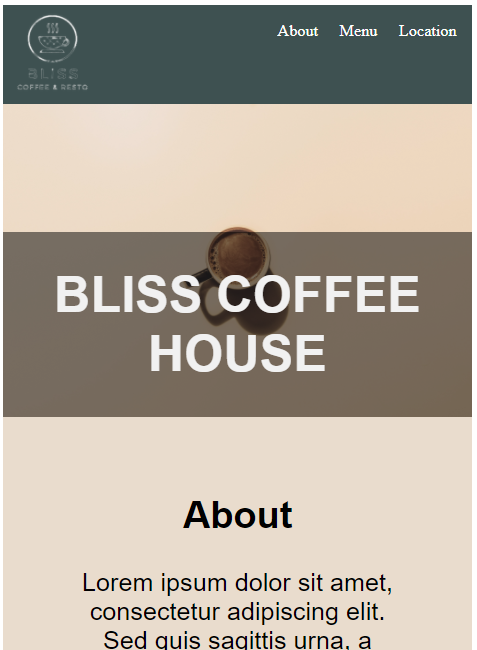 About Menu Location
BLISS
COFFEE & RESTO
BLISS COFFEE
HOUSE
About
Lorem ipsum dolor sit amet,
consectetur adipiscing elit.
Sed quis sagittis urna, a